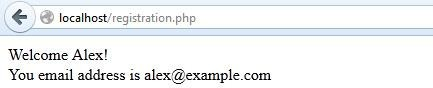 localhost/registration.php
Welcome Alex!
You email address is alex@example.com